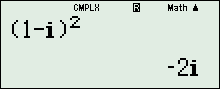 CMPLX R Math ▲
(1-i)²
-2i